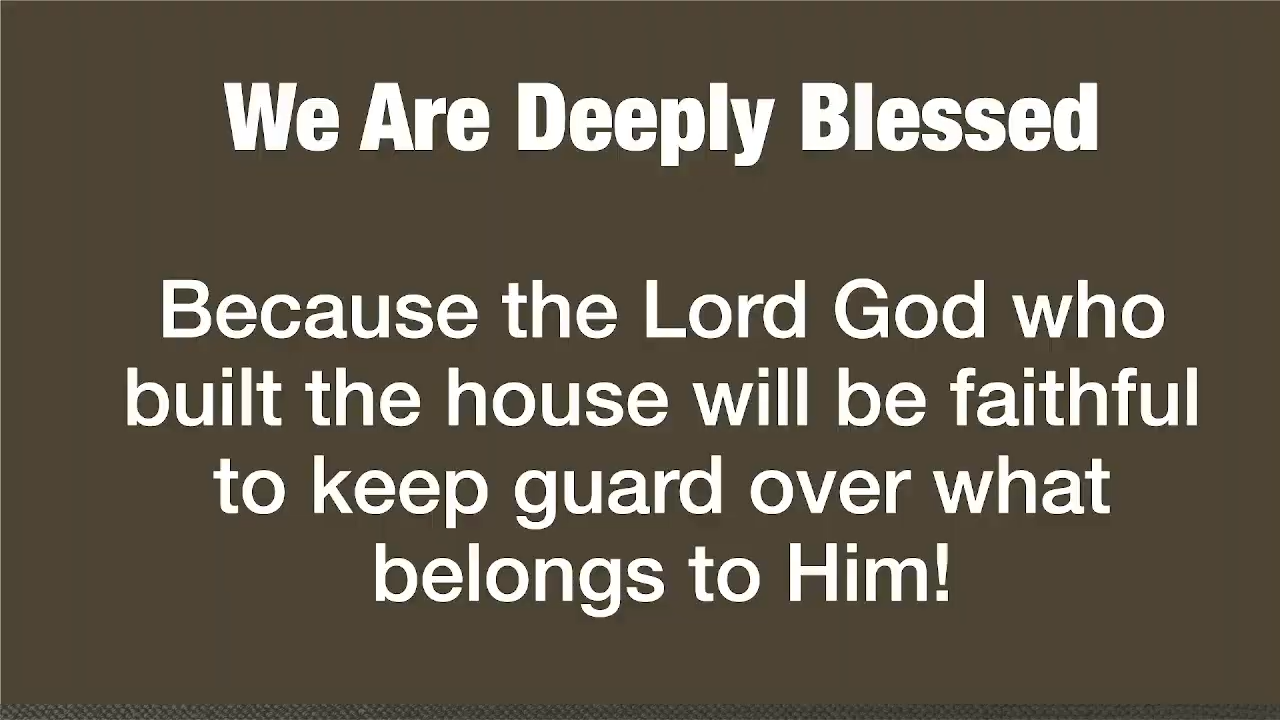 We Are Deeply Blessed
Because the Lord God who
built the house will be faithful
to keep guard over what
belongs to Him!